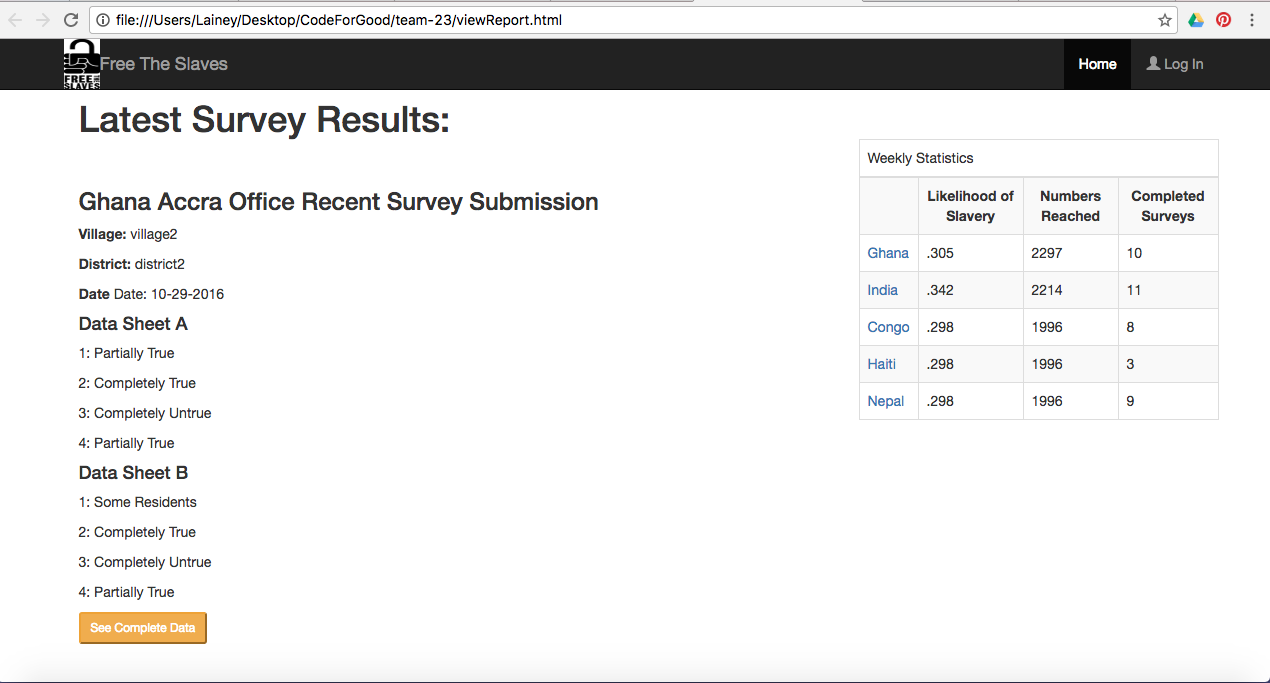 file:///Users/Lainey/Desktop/CodeForGood/team-23/viewReport.html
FREE THE
SLAVES
Free The Slaves
Home
Log In
Latest Survey Results:
Ghana Accra Office Recent Survey Submission
Village: village2
District: district2
Date Date: 10-29-2016
Data Sheet A
1: Partially True
2: Completely True
3: Completely Untrue
4: Partially True
Data Sheet B
1: Some Residents
2: Completely True
3: Completely Untrue
4: Partially True
See Complete Data
Weekly Statistics
Likelihood of Slavery Numbers Reached Completed Surveys
Ghana .305 2297 10
India .342 2214 11
Congo .298 1996 8
Haiti .298 1996 3
Nepal .298 1996 9